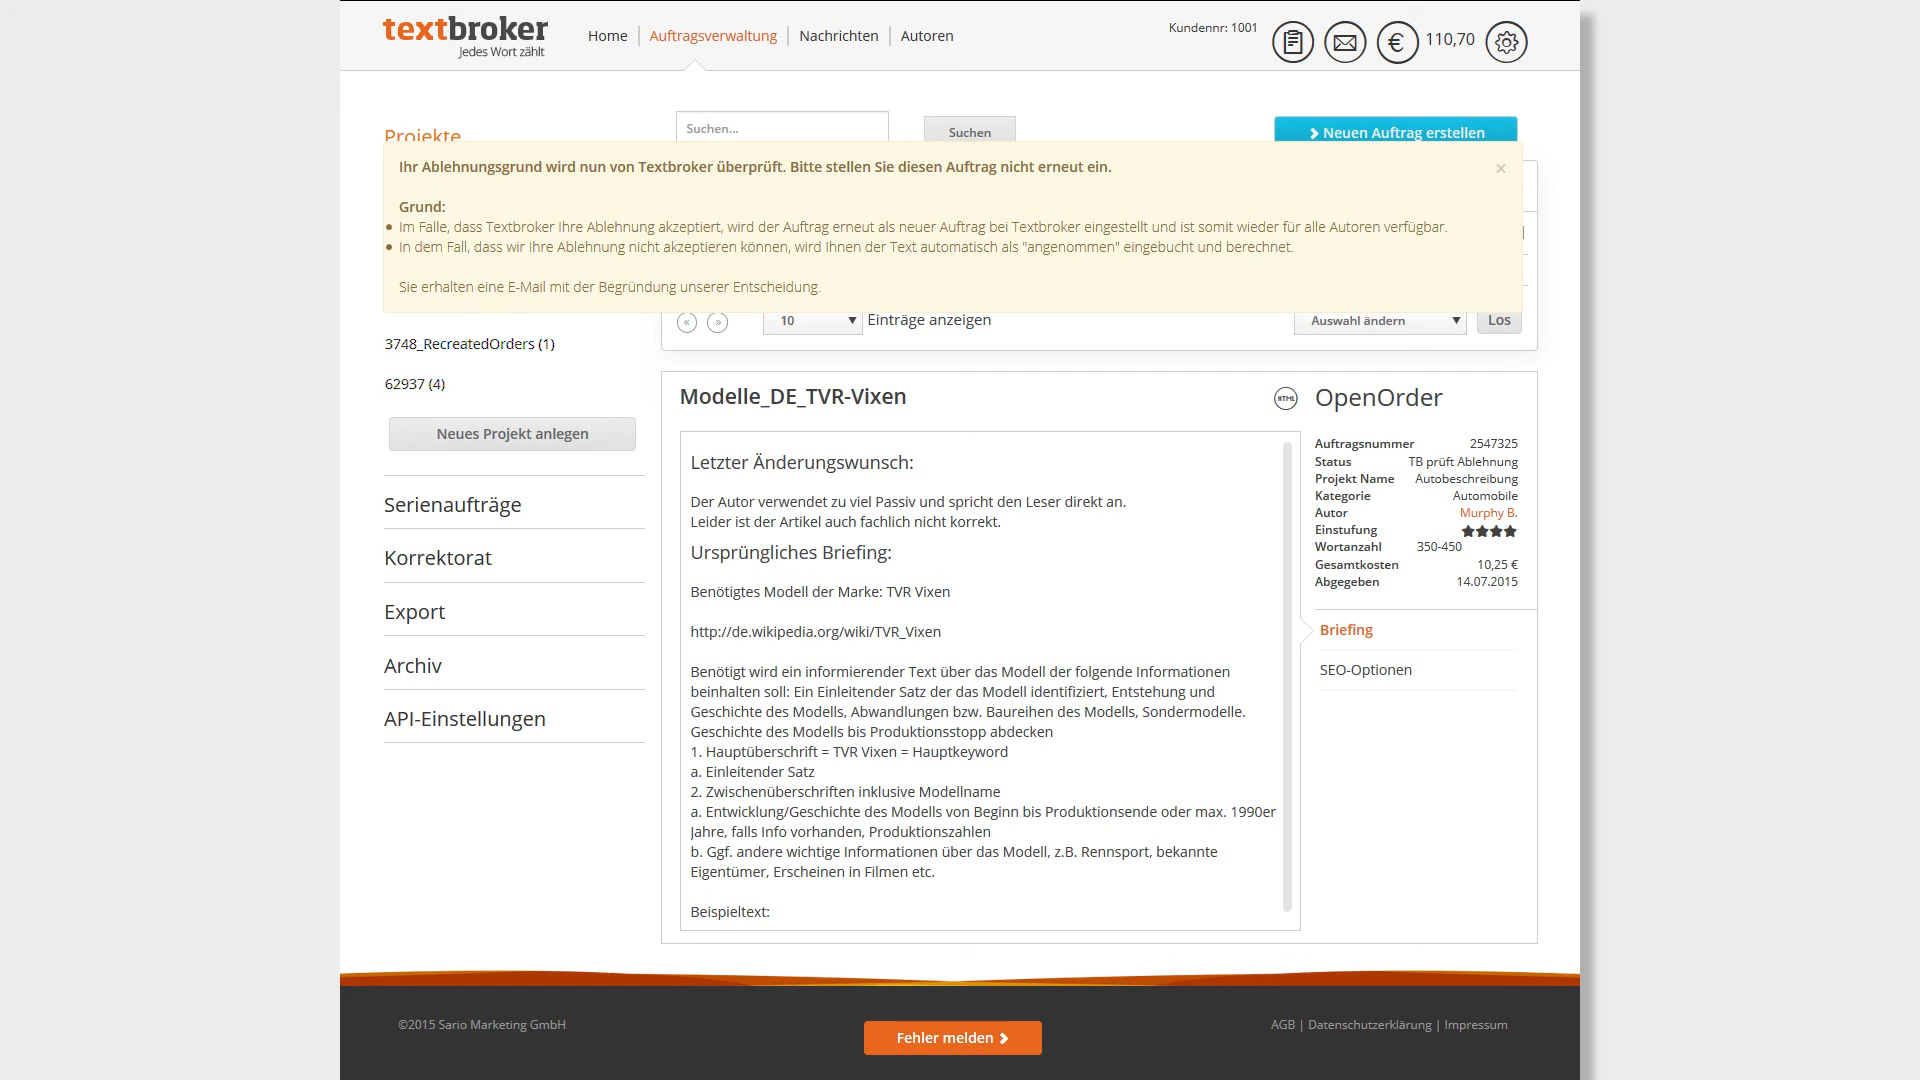 textbroker
Jedes Wort zählt
Home
Auftragsverwaltung
Nachrichten
Autoren
Kundennr: 1001
110,70
Projekte
Suchen...
Suchen
Neuen Auftrag erstellen
Ihr Ablehnungsgrund wird nun von Textbroker überprüft. Bitte stellen Sie diesen Auftrag nicht erneut ein.
×
Grund:
Im Falle, dass Textbroker Ihre Ablehnung akzeptiert, wird der Auftrag erneut als neuer Auftrag bei Textbroker eingestellt und ist somit wieder für alle Autoren verfügbar.
In dem Fall, dass wir Ihre Ablehnung nicht akzeptieren können, wird Ihnen der Text automatisch als "angenommen" eingebucht und berechnet.
Sie erhalten eine E-Mail mit der Begründung unserer Entscheidung.
« » 10 Einträge anzeigen
Auswahl ändern
Los
3748_RecreatedOrders (1)
62937 (4)
Neues Projekt anlegen
Serienaufträge
Korrektorat
Export
Archiv
API-Einstellungen
Modelle_DE_TVR-Vixen
HTML
Letzter Änderungswunsch:
Der Autor verwendet zu viel Passiv und spricht den Leser direkt an.
Leider ist der Artikel auch fachlich nicht korrekt.
Ursprüngliches Briefing:
Benötigtes Modell der Marke: TVR Vixen
http://de.wikipedia.org/wiki/TVR_Vixen
Benötigt wird ein informierender Text über das Modell der folgende Informationen
beinhalten soll: Ein Einleitender Satz der das Modell identifiziert, Entstehung und
Geschichte des Modells, Abwandlungen bzw. Baureihen des Modells, Sondermodelle.
Geschichte des Modells bis Produktionsstopp abdecken
1. Hauptüberschrift = TVR Vixen = Hauptkeyword
a. Einleitender Satz
2. Zwischenüberschriften inklusive Modellname
a. Entwicklung/Geschichte des Modells von Beginn bis Produktionsende oder max. 1990er
Jahre, falls Info vorhanden, Produktionszahlen
b. Ggf. andere wichtige Informationen über das Modell, z.B. Rennsport, bekannte
Eigentümer, Erscheinen in Filmen etc.
Beispieltext:
OpenOrder
Auftragsnummer 2547325
Status TB prüft Ablehnung
Projekt Name Autobeschreibung
Kategorie Automobile
Autor Murphy B.
Einstufung
Wortanzahl 350-450
Gesamtkosten 10,25 €
Abgegeben 14.07.2015
Briefing
SEO-Optionen
©2015 Sario Marketing GmbH
Fehler melden
AGB | Datenschutzerklärung | Impressum